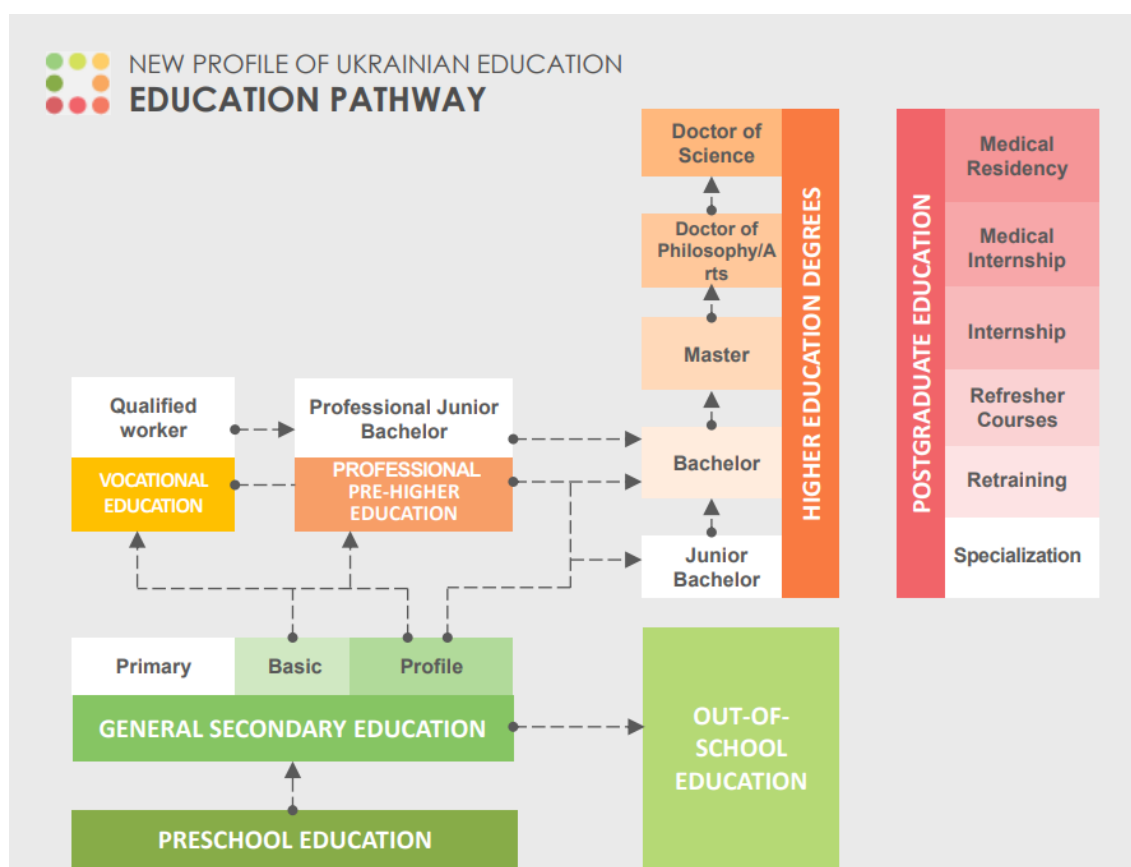 NEW PROFILE OF UKRAINIAN EDUCATION
EDUCATION PATHWAY
Doctor of
Science
Doctor of
Philosophy/A
rts
Master
Bachelor
Junior
Bachelor
HIGHER EDUCATION DEGREES
POSTGRADUATE EDUCATION
Medical
Residency
Medical
Internship
Internship
Refresher
Courses
Retraining
Specialization
Qualified
worker
VOCATIONAL
EDUCATION
Professional Junior
Bachelor
PROFESSIONAL
PRE-HIGHER
EDUCATION
Primary
Basic
Profile
GENERAL SECONDARY EDUCATION
OUT-OF-
SCHOOL
EDUCATION
PRESCHOOL EDUCATION